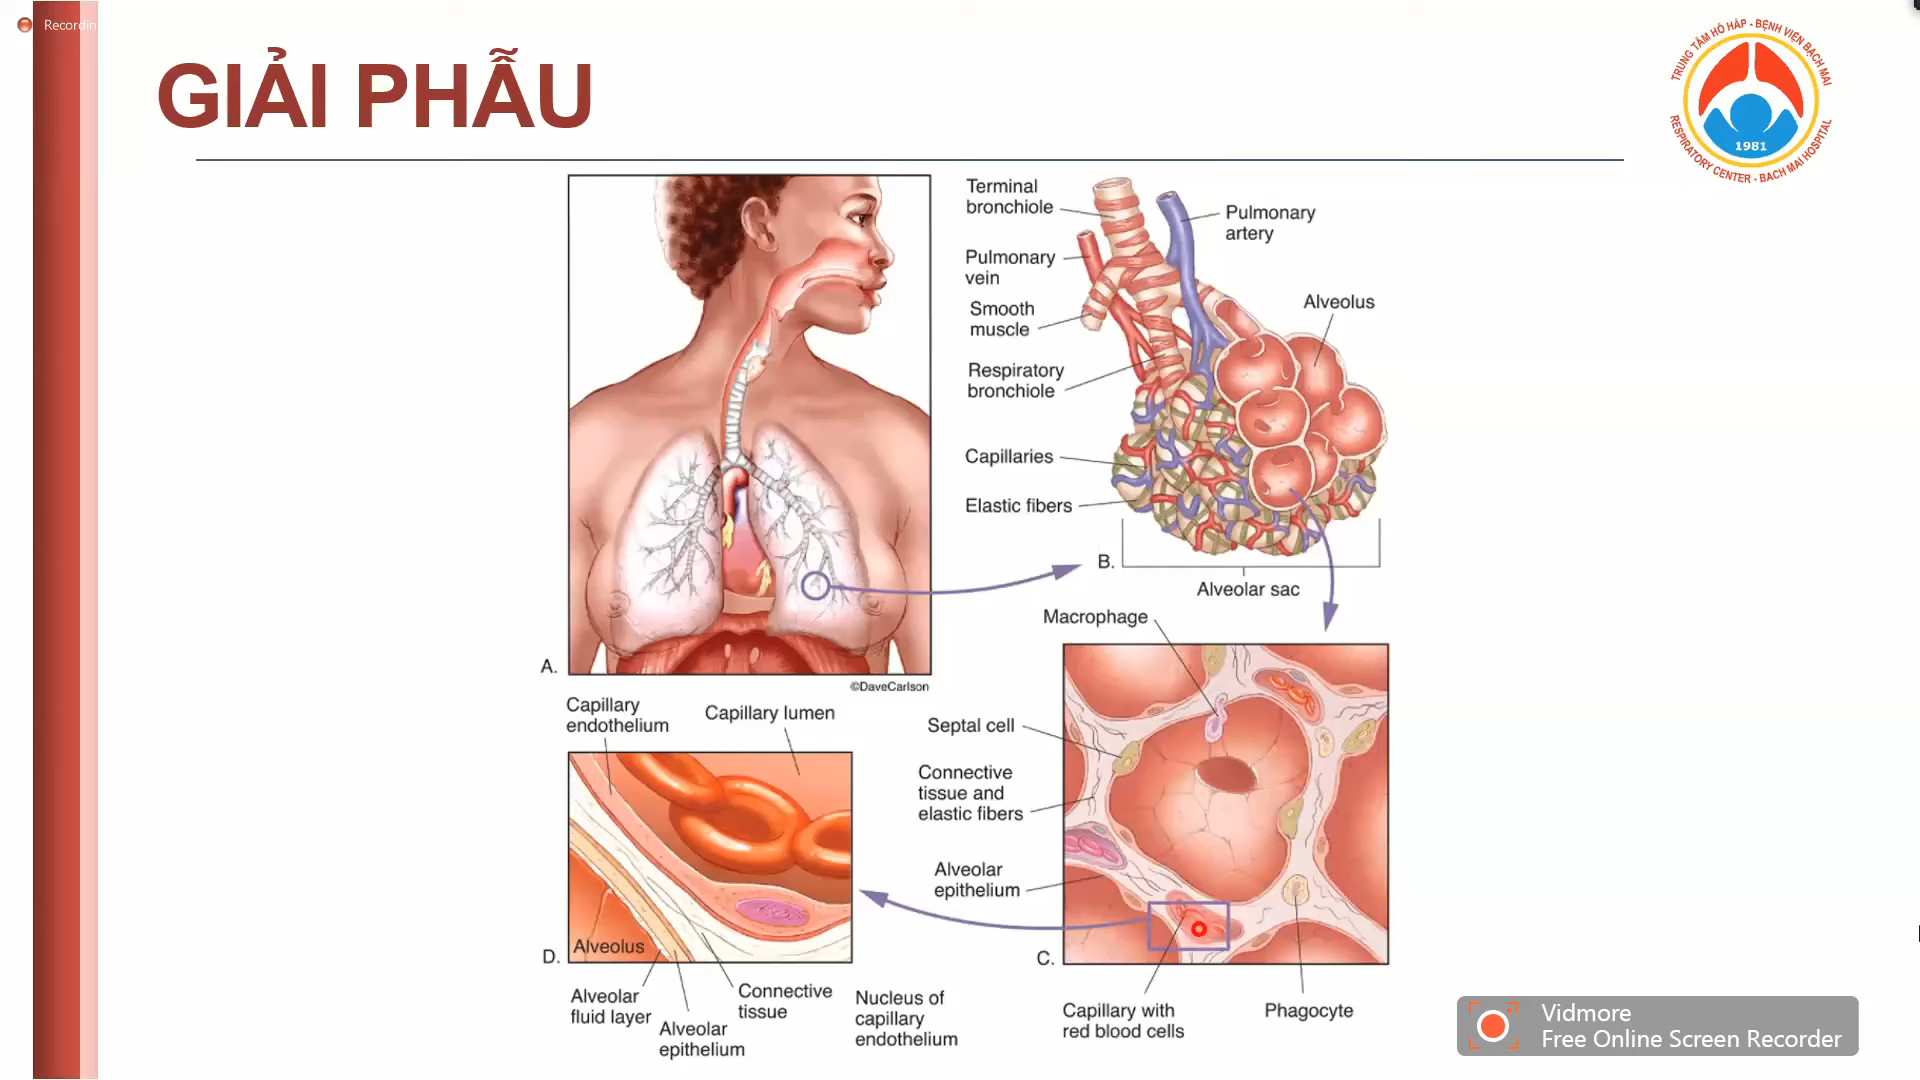 Recordin
GIẢI PHẪU
TRUNG TÂM HÔ HẤP - BỆNH VIỆN BẠCH MAI
1981
RESPIRATORY CENTER - BACH MAI HOSPITAL
Terminal
bronchiole
Pulmonary
artery
Pulmonary
vein
Smooth
muscle
Alveolus
Respiratory
bronchiole
Capillaries
Elastic fibers
B.
Alveolar sac
A.
©DaveCarlson
Macrophage
Septal cell
Connective
tissue and
elastic fibers
Alveolar
epithelium
C.
Capillary with
red blood cells
Phagocyte
Capillary
endothelium
Capillary lumen
Alveolus
D.
Alveolar
fluid layer
Alveolar
epithelium
Connective
tissue
Nucleus of
capillary
endothelium
Vidmore
Free Online Screen Recorder